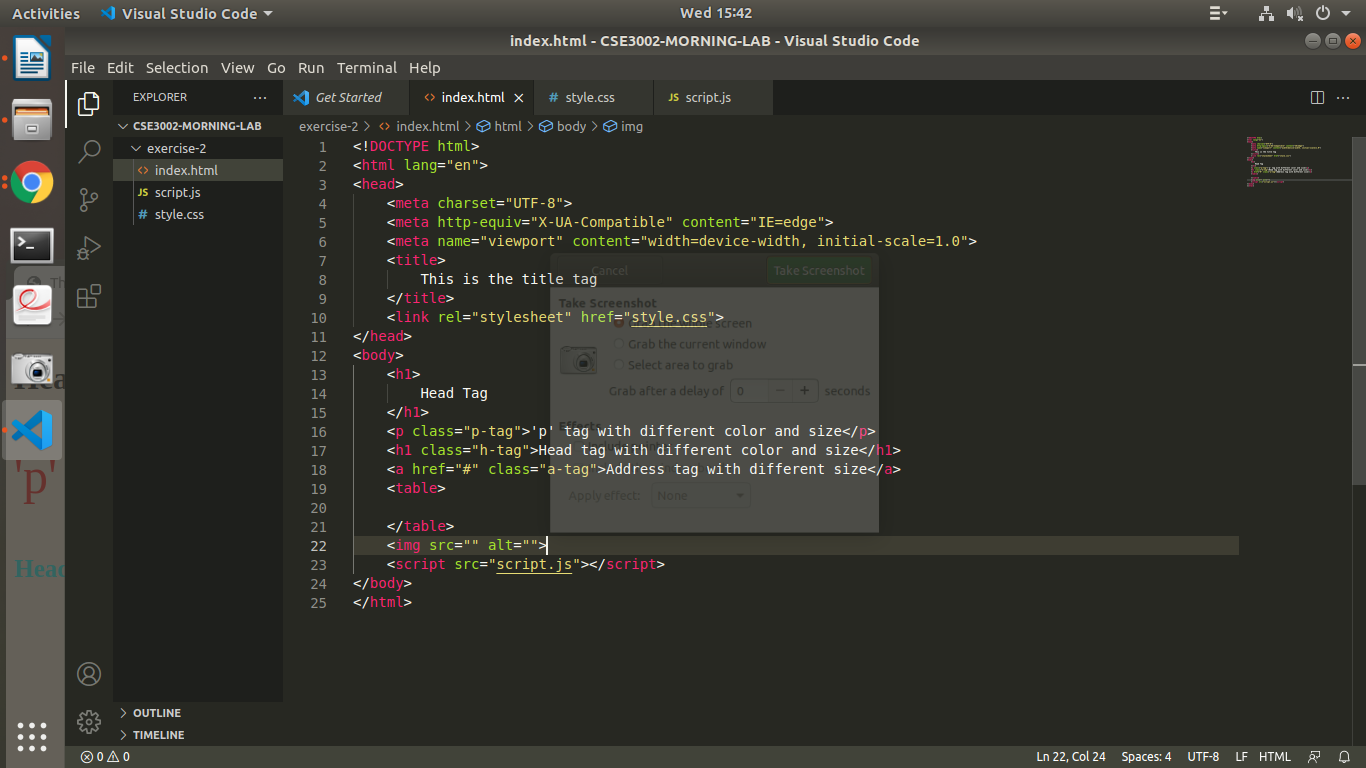 Activities
Visual Studio Code
Wed 15:42
index.html - CSE3002-MORNING-LAB - Visual Studio Code
File Edit Selection View Go Run Terminal Help
EXPLORER
Get Started
index.html
# style.css
JS script.js
CSE3002-MORNING-LAB
exercise-2
index.html
JS script.js
# style.css
exercise-2 > index.html > html > body > img
1 <!DOCTYPE html>
2 <html lang="en">
3 <head>
4 <meta charset="UTF-8">
5 <meta http-equiv="X-UA-Compatible" content="IE=edge">
6 <meta name="viewport" content="width=device-width, initial-scale=1.0">
7 <title>
8 This is the title tag
9 </title>
10 <link rel="stylesheet" href="style.css">
11 </head>
12 <body>
13 <h1>
14 Head Tag
15 </h1>
16 <p class="p-tag">'p' tag with different color and size</p>
17 <h1 class="h-tag">Head tag with different color and size</h1>
18 <a href="#" class="a-tag">Address tag with different size</a>
19 <table>
20
21 </table>
22 <img src="" alt="">
23 <script src="script.js"></script>
24 </body>
25 </html>
Cancel
Take Screenshot
Take Screenshot
screen
Grab the current window
Select area to grab
Grab after a delay of 0 − + seconds
Effects
Apply effect: None
Th
Hea
'p'
Head
OUTLINE
TIMELINE
0 0
Ln 22, Col 24 Spaces: 4 UTF-8 LF HTML